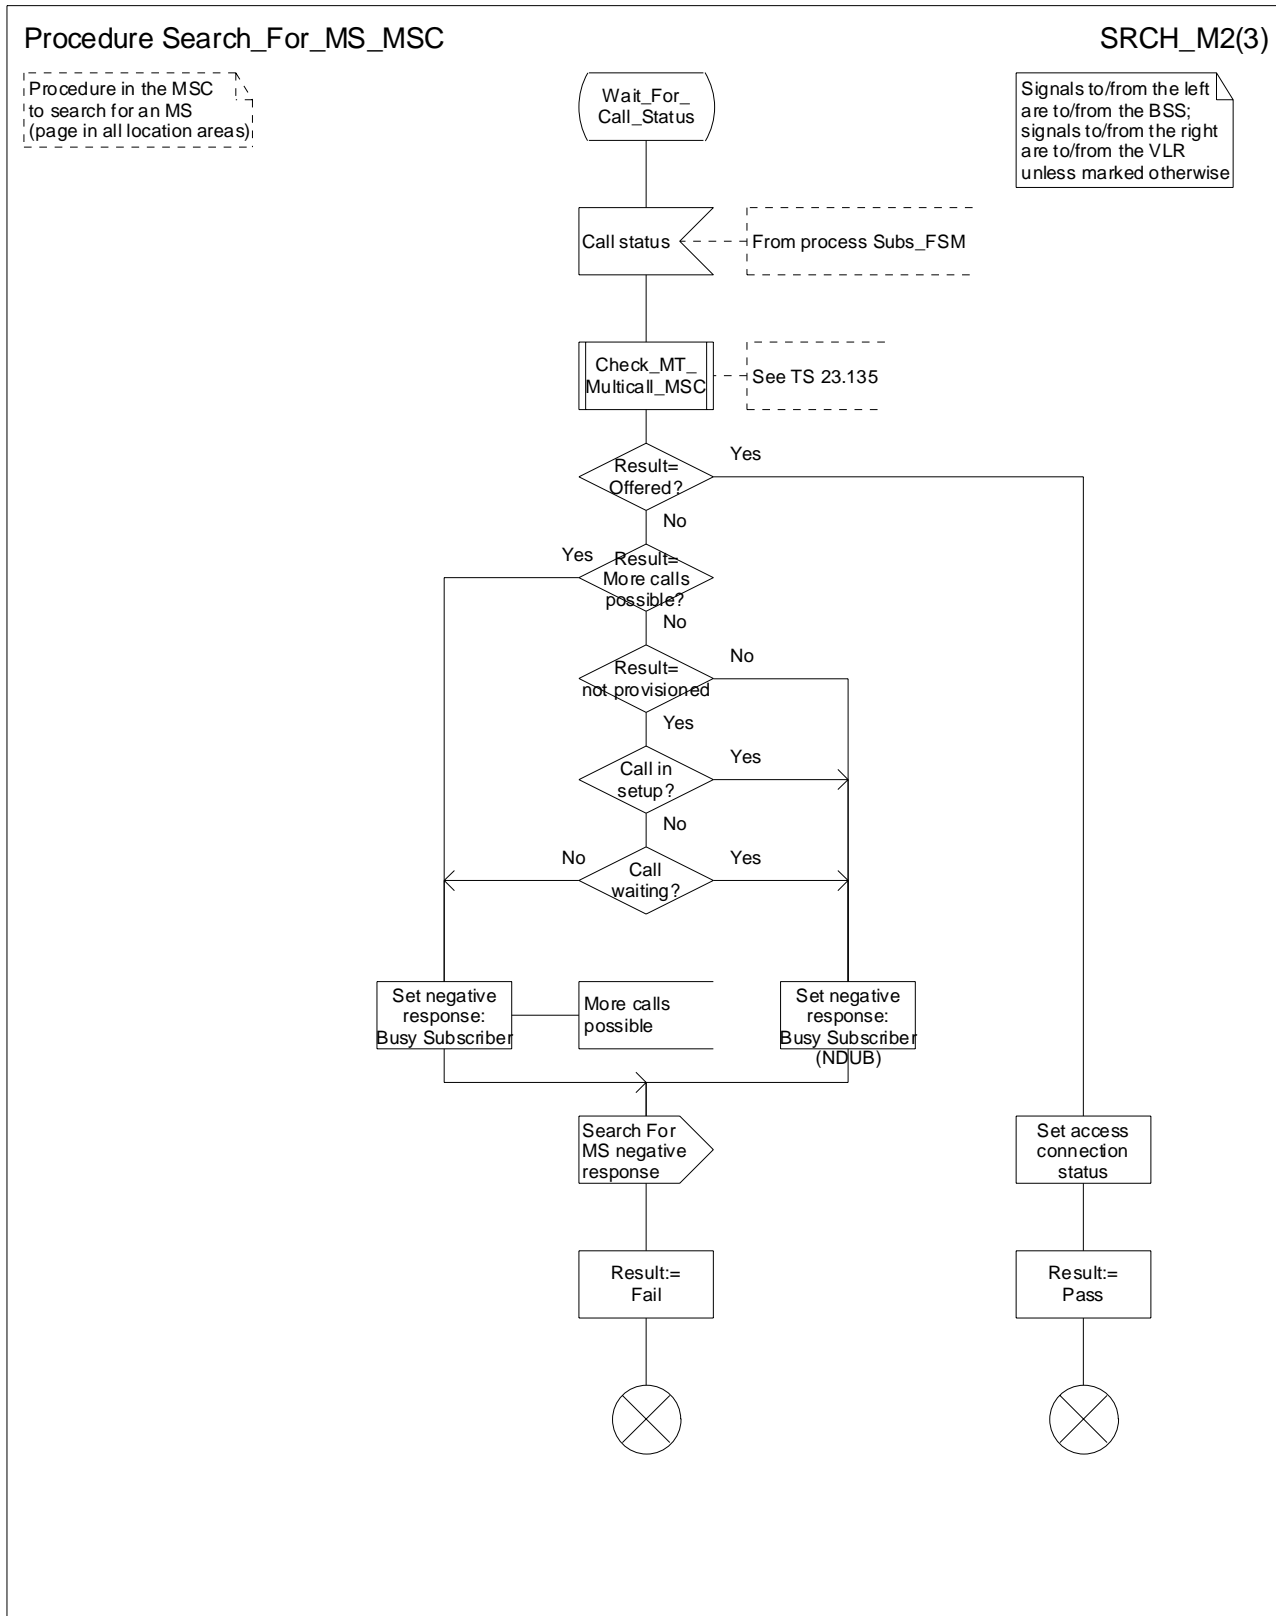 Procedure Search_For_MS_MSC
SRCH_M2(3)
Procedure in the MSC
to search for an MS
(page in all location areas)
Wait_For_
Call_Status
Signals to/from the left
are to/from the BSS;
signals to/from the right
are to/from the VLR
unless marked otherwise
Call status
From process Subs_FSM
Check_MT_
Multicall_MSC
See TS 23.135
Result=
Offered?
Yes
No
Result=
More calls
possible?
Yes
No
Result=
not provisioned
No
Yes
Call in
setup?
Yes
No
Call
waiting?
No
Yes
Set negative
response:
Busy Subscriber
More calls
possible
Set negative
response:
Busy Subscriber
(NDUB)
Search For
MS negative
response
Set access
connection
status
Result:=
Fail
Result:=
Pass